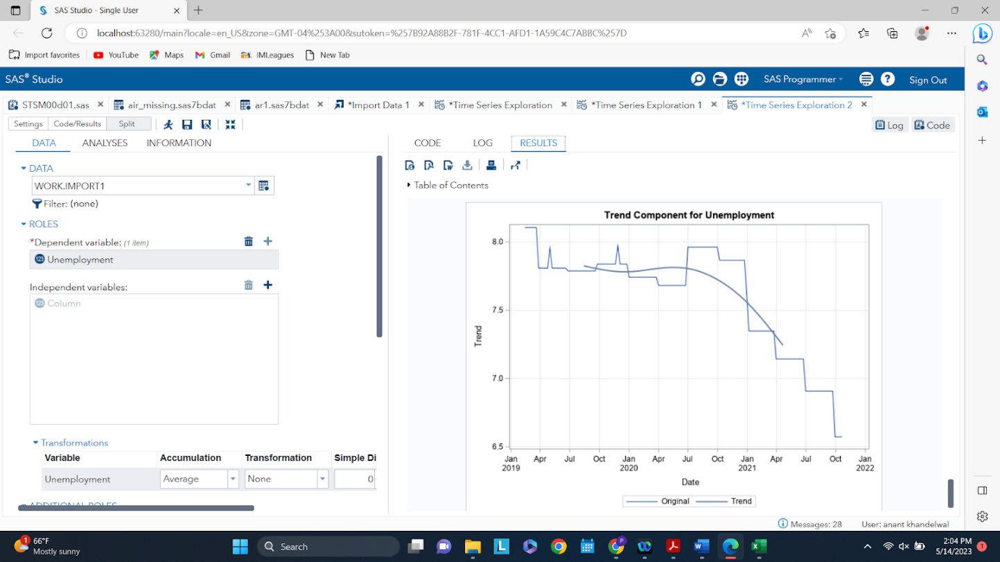 SAS Studio - Single User
localhost:63280/main?locale=en_US&zone=GMT-04%253A00&sutoken=%257B92A88B2F-781F-4CC1-AFD1-1A59C4C7ABBC%257D
Import favorites YouTube Maps Gmail IMLeagues New Tab
SAS® Studio SAS Programmer Sign Out
STSM00d01.sas air_missing.sas7bdat ar1.sas7bdat *Import Data 1 *Time Series Exploration *Time Series Exploration 1 *Time Series Exploration 2
Settings Code/Results Split Log Code
DATA ANALYSES INFORMATION
CODE LOG RESULTS
DATA
WORK.IMPORT1
Filter: (none)
ROLES
*Dependent variable: (1 item)
123 Unemployment
Independent variables:
123 Column
Transformations
Variable Accumulation Transformation Simple Di
Unemployment Average None 0
ADDITIONAL ROLES
Table of Contents
Trend Component for Unemployment
8.0
7.5
7.0
6.5
Trend
Jan Apr Jul Oct Jan Apr Jul Oct Jan Apr Jul Oct Jan
2019 2020 2021 2022
Date
Original Trend
Messages: 28 User: anant khandelwal
1 66°F
Mostly sunny
Search
L P W X
2:04 PM
5/14/2023 1